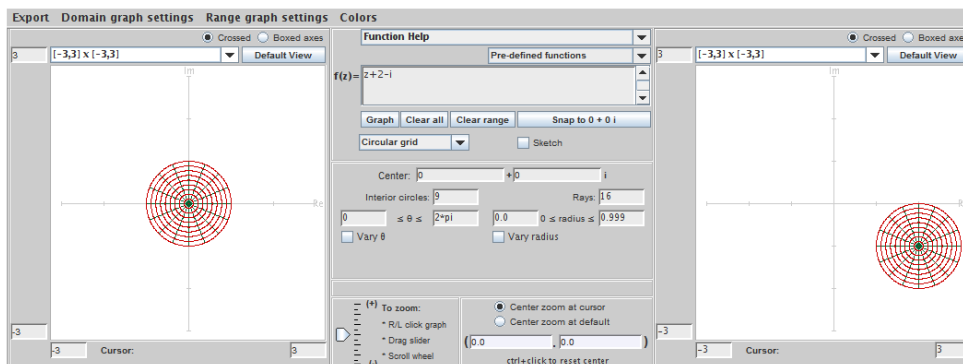 Export Domain graph settings Range graph settings Colors
Crossed Boxed axes
3 [-3,3] x [-3,3] Default View
Im
Re
-3
-3 Cursor: 3
Function Help
Pre-defined functions
f(z)= z+2-i
Graph Clear all Clear range Snap to 0 + 0 i
Circular grid Sketch
Center: 0 + 0 i
Interior circles: 9 Rays: 16
0 ≤ θ ≤ 2*pi 0.0 0 ≤ radius ≤ 0.999
Vary θ Vary radius
(+) To zoom:
* R/L click graph
* Drag slider
* Scroll wheel
(-)
Center zoom at cursor
Center zoom at default
( 0.0 , 0.0 )
ctrl+click to reset center
Crossed Boxed axe
3 [-3,3] x [-3,3] Default View
Im
Re
-3
-3 Cursor: 3